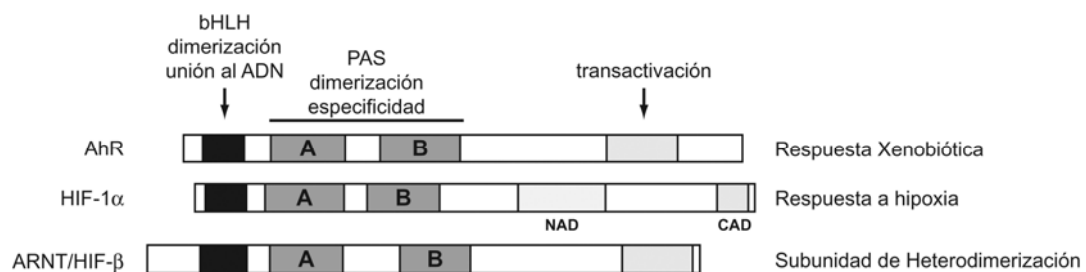 bHLH
dimerización
unión al ADN
PAS
dimerización
especificidad
transactivación
AhR
A
B
Respuesta Xenobiótica
HIF-1α
A
B
NAD
CAD
Respuesta a hipoxia
ARNT/HIF-β
A
B
Subunidad de Heterodimerización